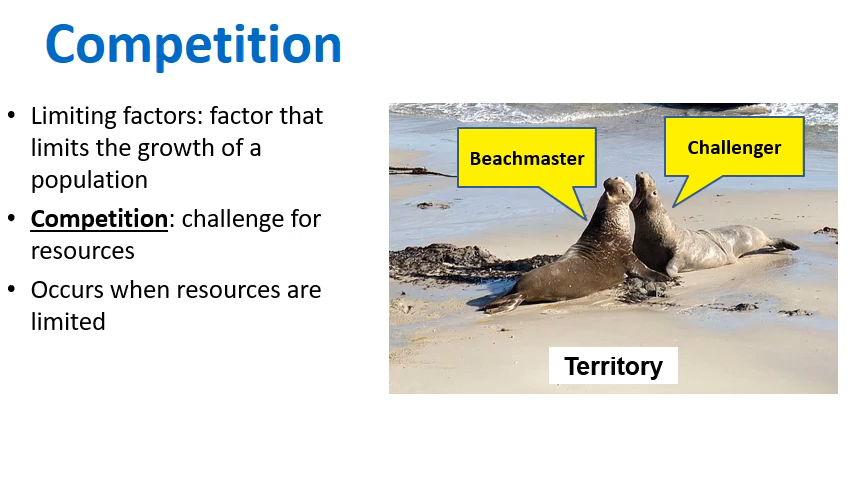 Competition
• Limiting factors: factor that
limits the growth of a
population
• Competition: challenge for
resources
• Occurs when resources are
limited
Beachmaster
Challenger
Territory